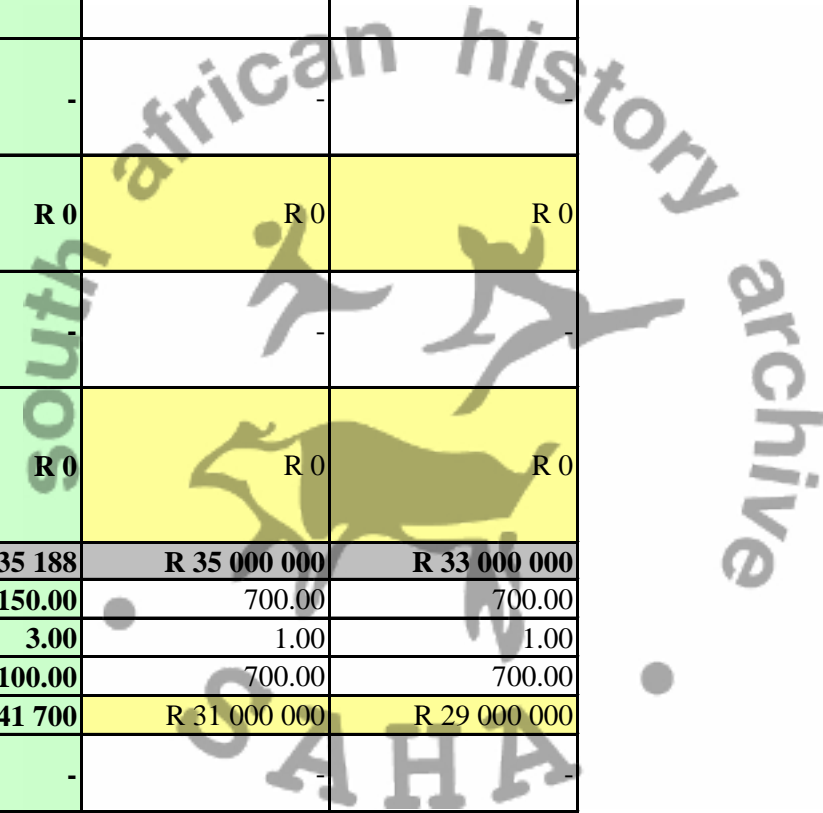 - - -
R 0 R 0 R 0
- - -
R 0 R 0 R 0
35 188 R 35 000 000 R 33 000 000
150.00 700.00 700.00
3.00 1.00 1.00
100.00 700.00 700.00
41 700 R 31 000 000 R 29 000 000
- - -
south african history archive
SAHA